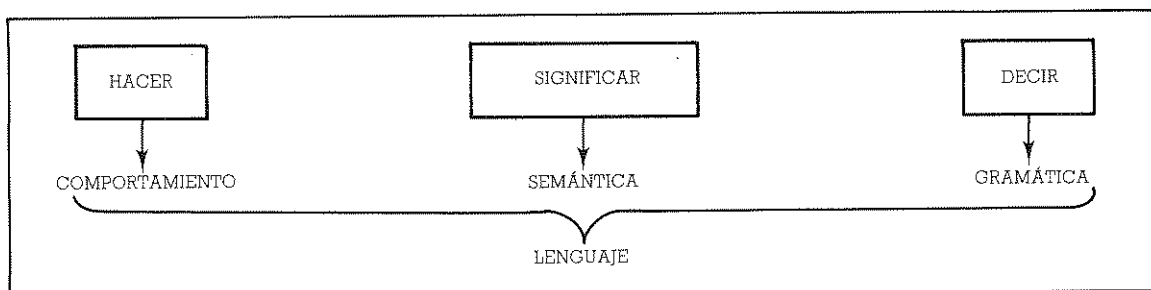 HACER
SIGNIFICAR
DECIR
COMPORTAMIENTO
SEMÁNTICA
GRAMÁTICA
LENGUAJE